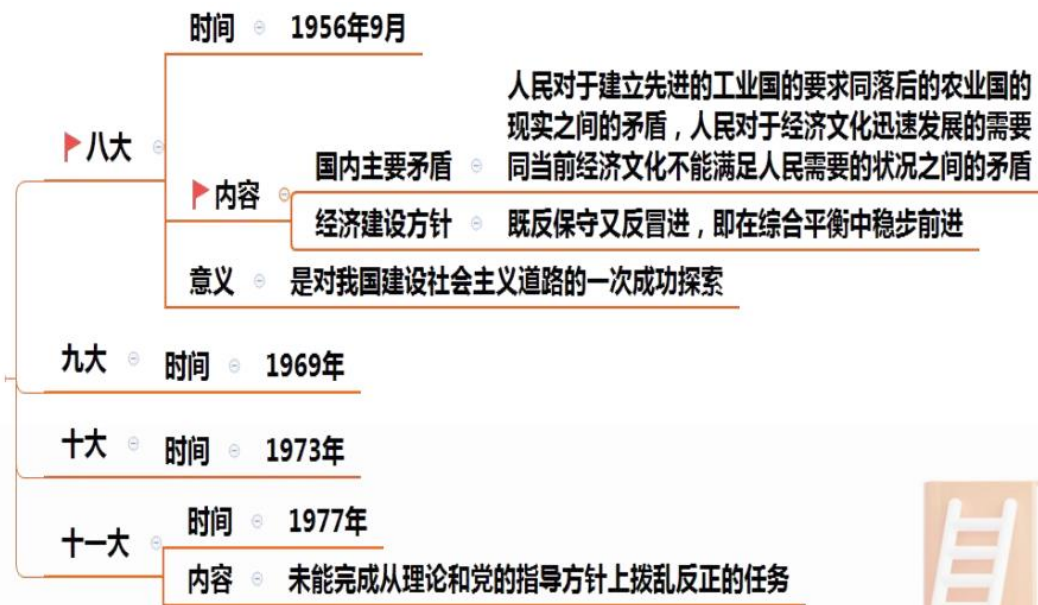 时间 1956年9月
八大
人民对于建立先进的工业国的要求同落后的农业国的
现实之间的矛盾，人民对于经济文化迅速发展的需要
国内主要矛盾 同当前经济文化不能满足人民需要的状况之间的矛盾
内容
经济建设方针 既反保守又反冒进，即在综合平衡中稳步前进
意义 是对我国建设社会主义道路的一次成功探索
九大 时间 1969年
十大 时间 1973年
时间 1977年
十一大
内容 未能完成从理论和党的指导方针上拨乱反正的任务